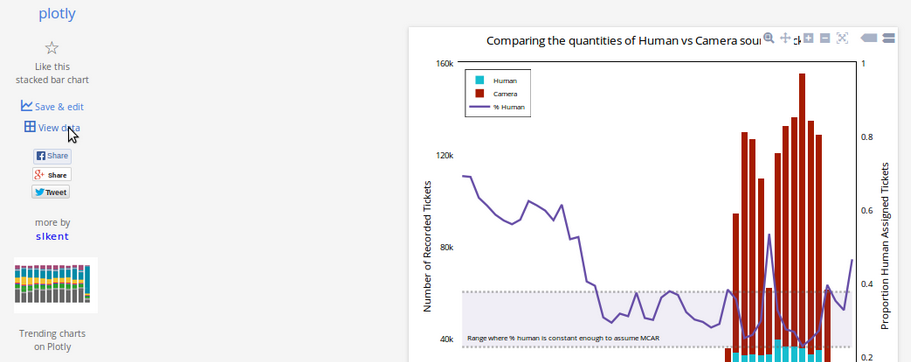 plotly
Like this
stacked bar chart
Save & edit
View data
Share
Share
Tweet
more by
slkent
Trending charts
on Plotly
Comparing the quantities of Human vs Camera
Human
Camera
% Human
160k
120k
80k
40k
Number of Recorded Tickets
1
0.8
0.6
0.4
0.2
Proportion Human Assigned Tickets
Range where % human is constant enough to assume MCAR